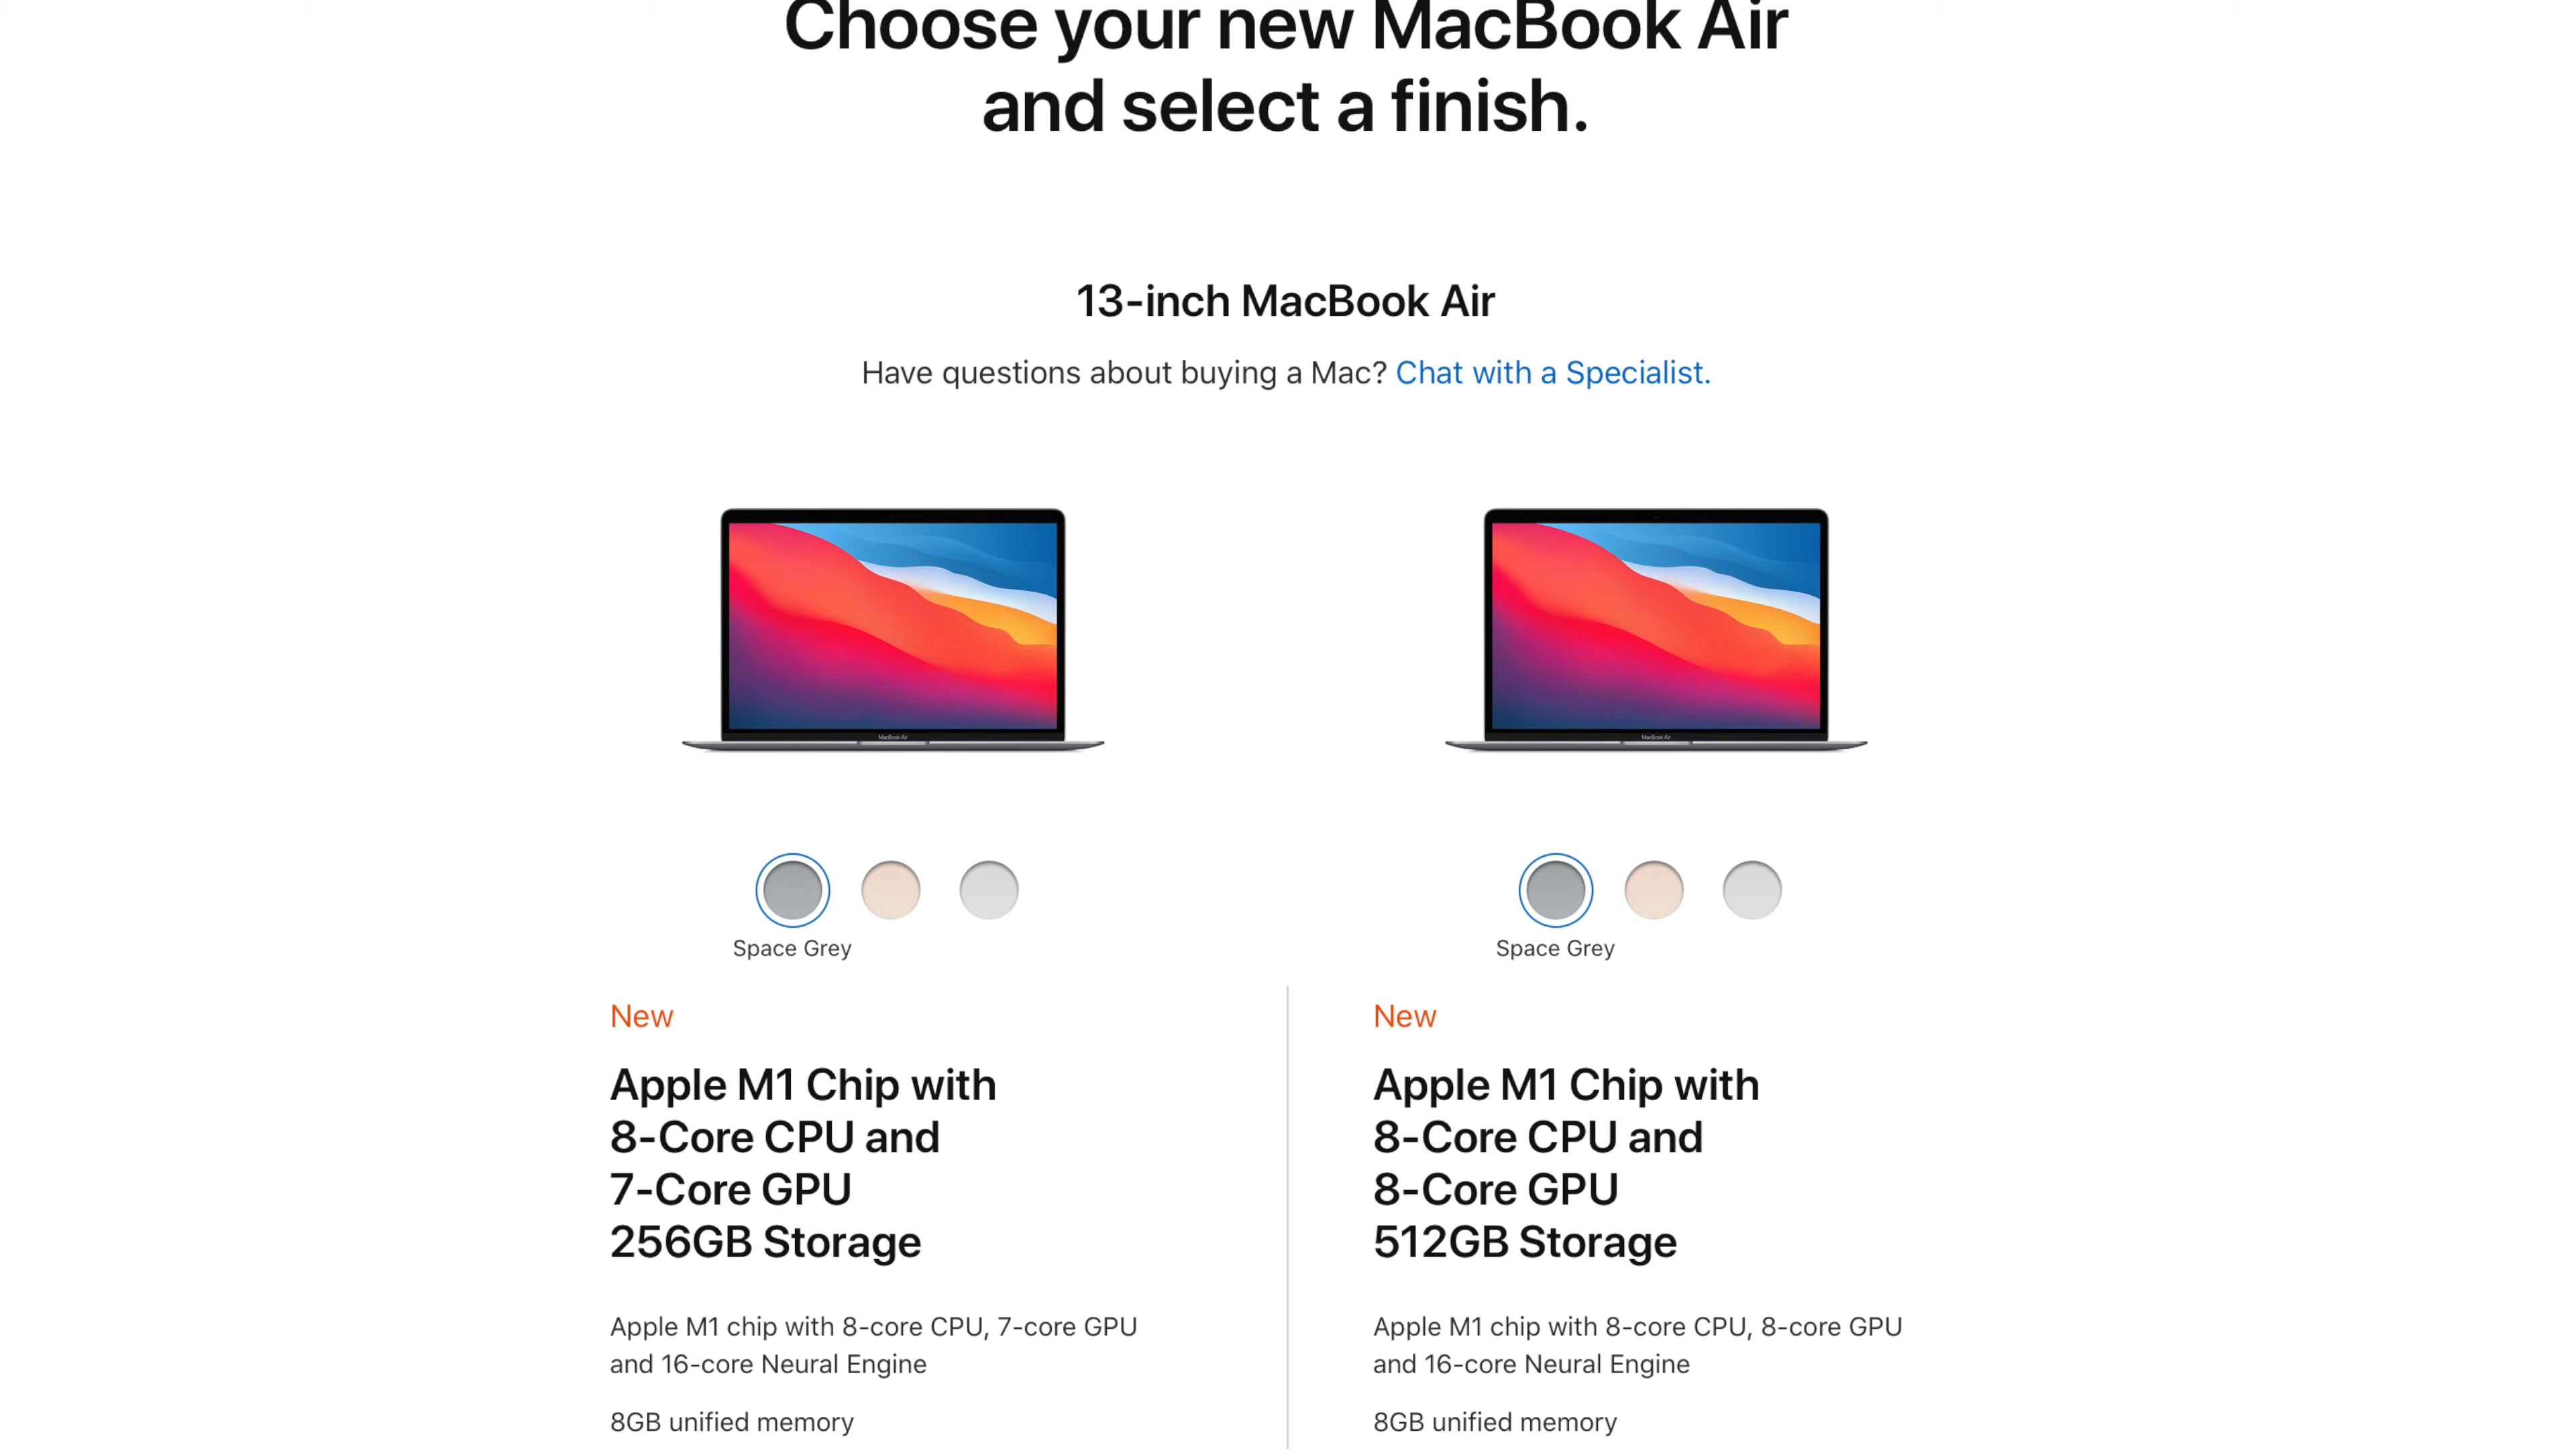 Choose your new MacBook Air
and select a finish.
13-inch MacBook Air
Have questions about buying a Mac? Chat with a Specialist.
MacBook Air
MacBook Air
Space Grey
Space Grey
New
Apple M1 Chip with
8-Core CPU and
7-Core GPU
256GB Storage
Apple M1 chip with 8-core CPU, 7-core GPU
and 16-core Neural Engine
8GB unified memory
New
Apple M1 Chip with
8-Core CPU and
8-Core GPU
512GB Storage
Apple M1 chip with 8-core CPU, 8-core GPU
and 16-core Neural Engine
8GB unified memory